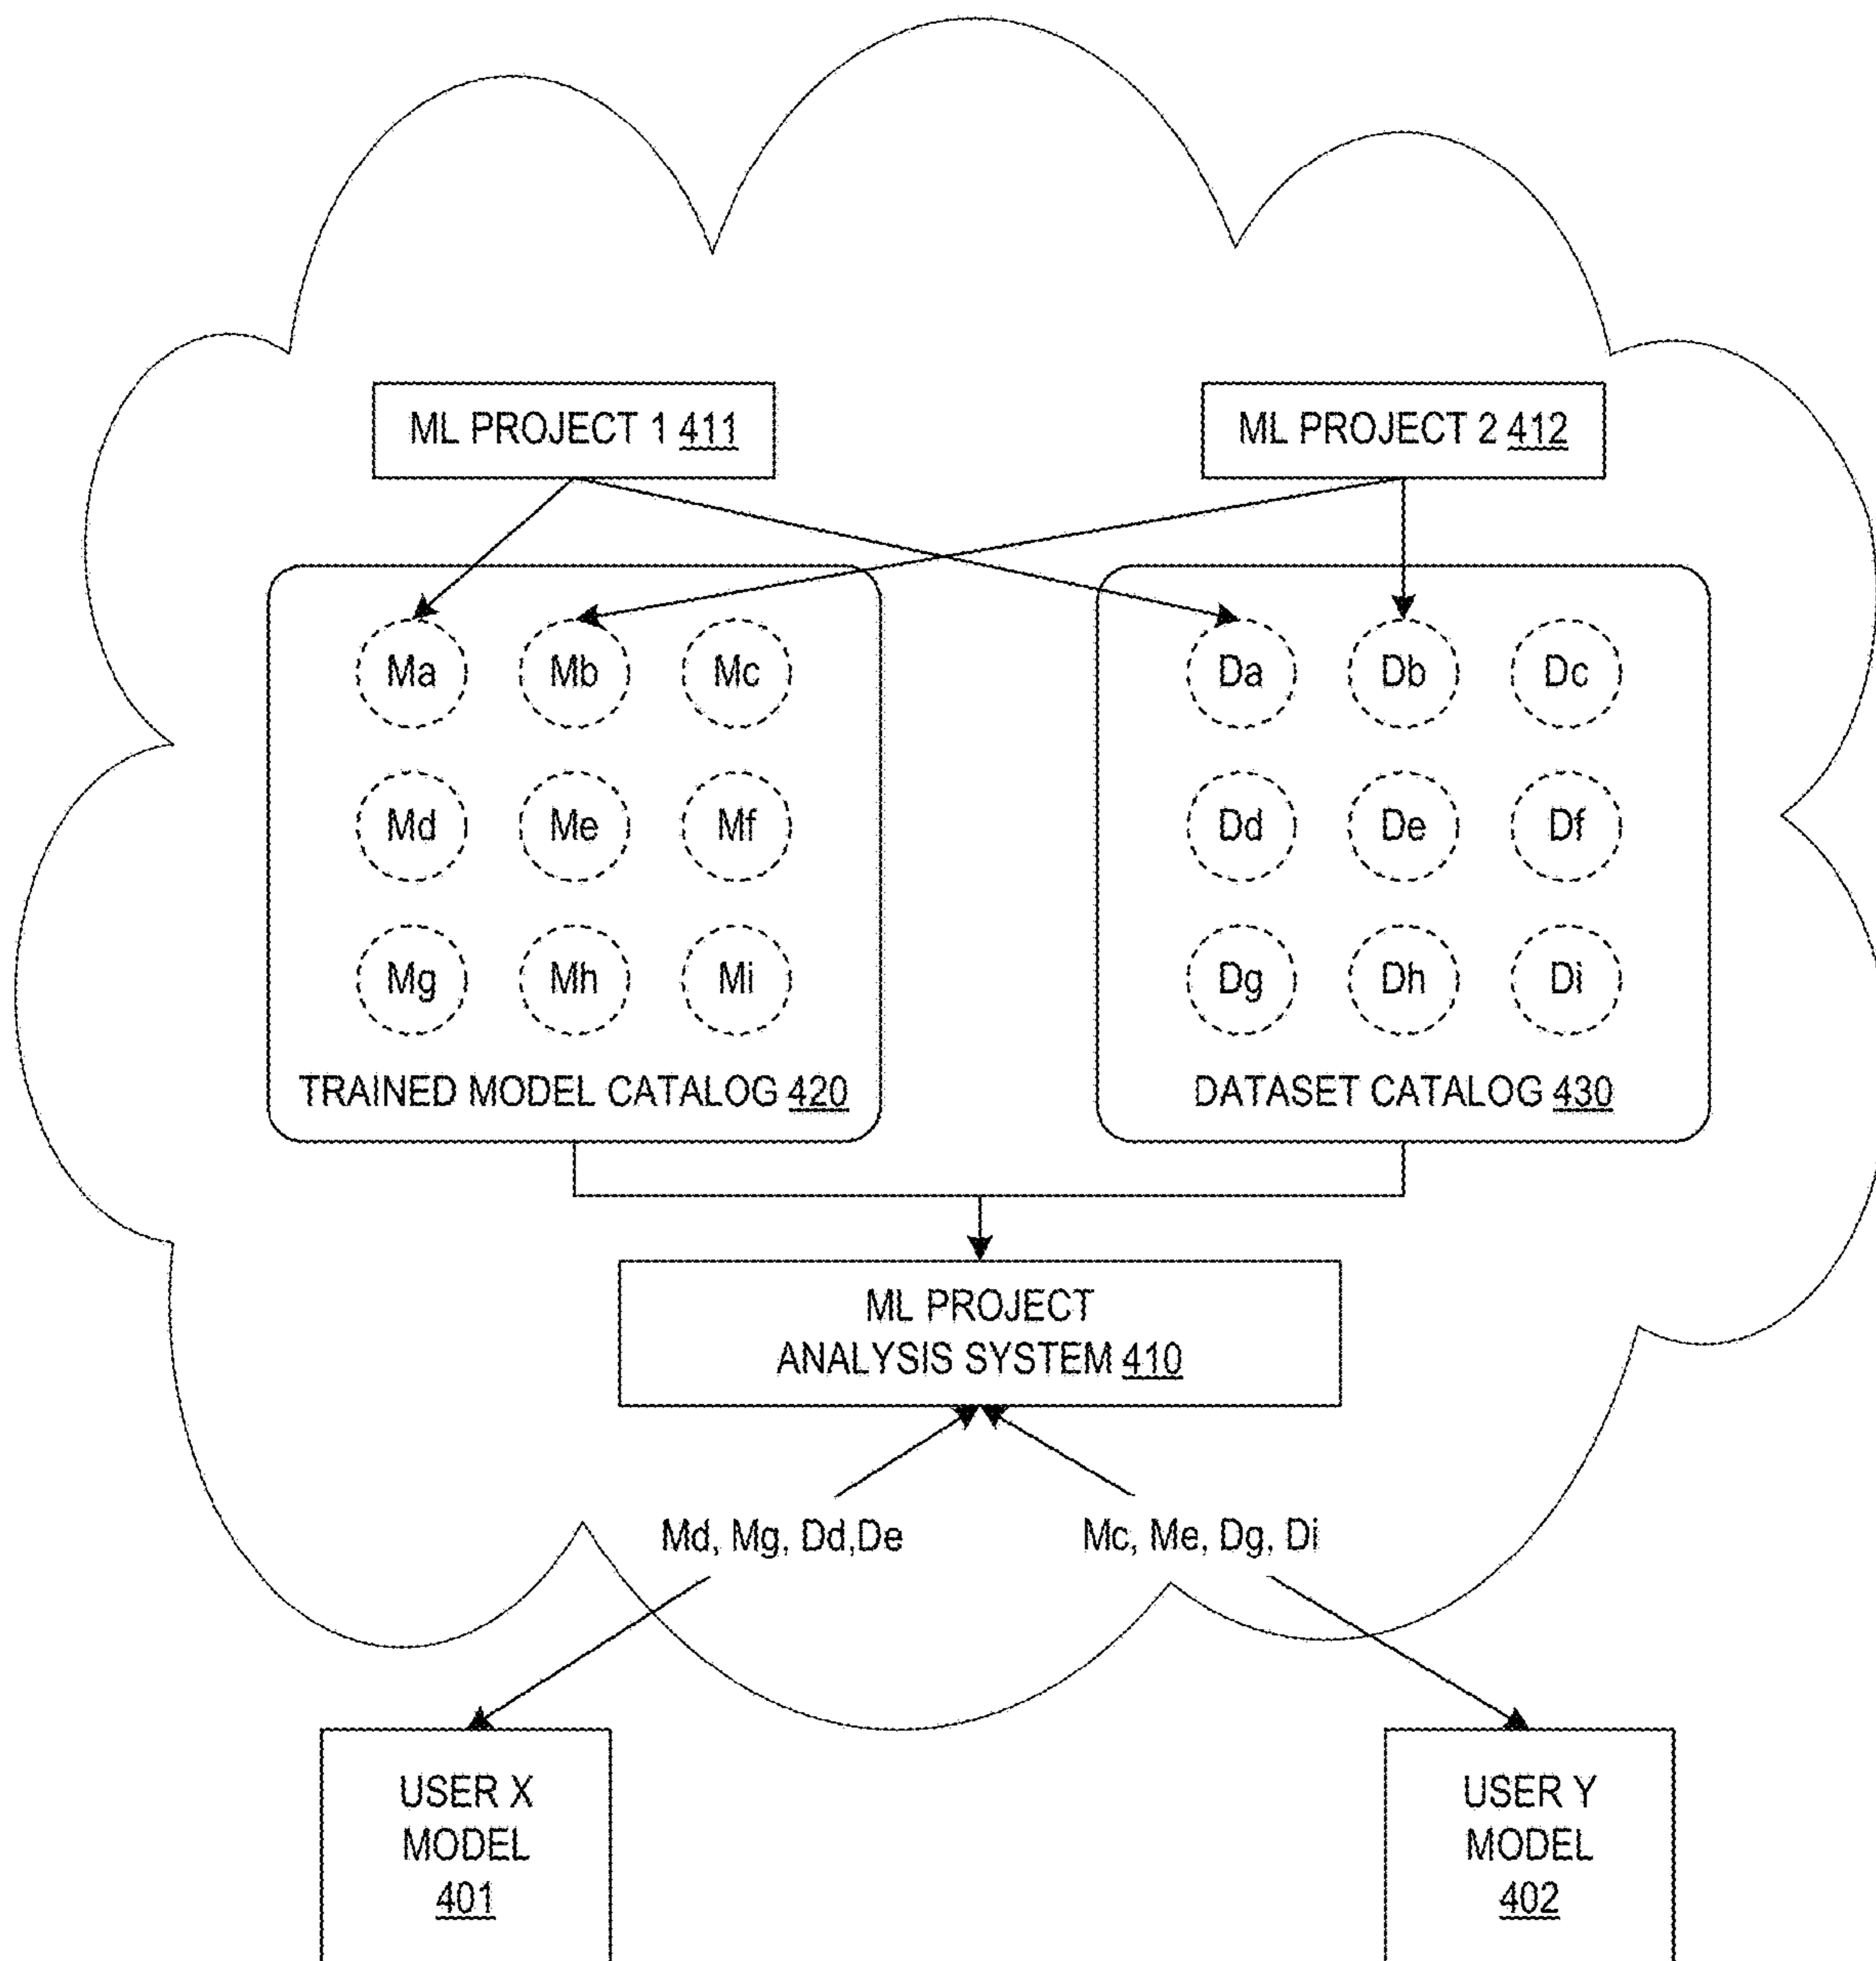 ML PROJECT 1 411
ML PROJECT 2 412
Ma Mb Mc
Md Me Mf
Mg Mh Mi
TRAINED MODEL CATALOG 420
Da Db Dc
Dd De Df
Dg Dh Di
DATASET CATALOG 430
ML PROJECT
ANALYSIS SYSTEM 410
Md, Mg, Dd,De
Mc, Me, Dg, Di
USER X
MODEL
401
USER Y
MODEL
402